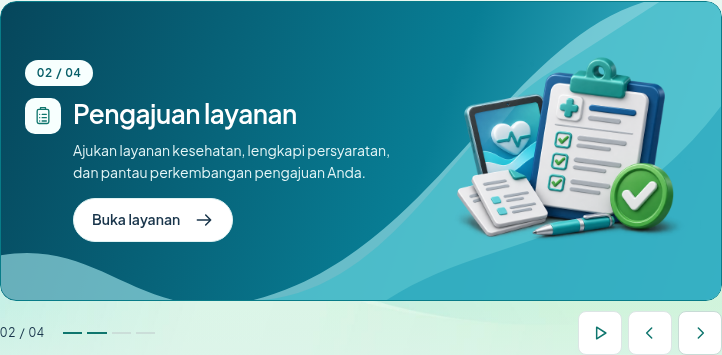 02 / 04
Pengajuan layanan
Ajukan layanan kesehatan, lengkapi persyaratan,
dan pantau perkembangan pengajuan Anda.
Buka layanan
02 / 04